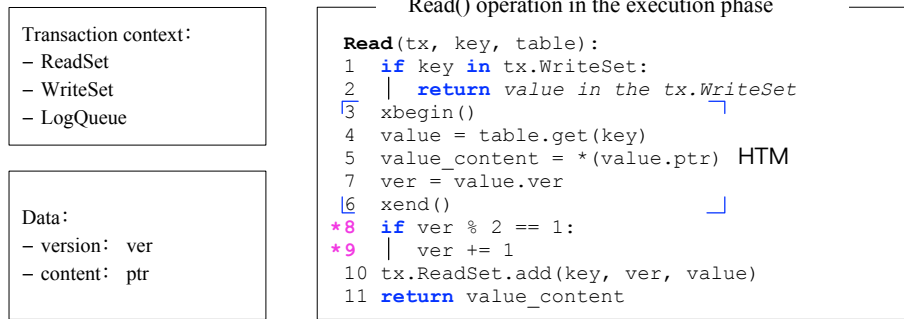 Transaction context:
– ReadSet
– WriteSet
– LogQueue
Data:
– version: ver
– content: ptr
Read() operation in the execution phase
Read(tx, key, table):
1 if key in tx.WriteSet:
2 return value in the tx.WriteSet
3 xbegin()
4 value = table.get(key)
5 value_content = *(value.ptr) HTM
7 ver = value.ver
6 xend()
*8 if ver % 2 == 1:
*9 ver += 1
10 tx.ReadSet.add(key, ver, value)
11 return value_content